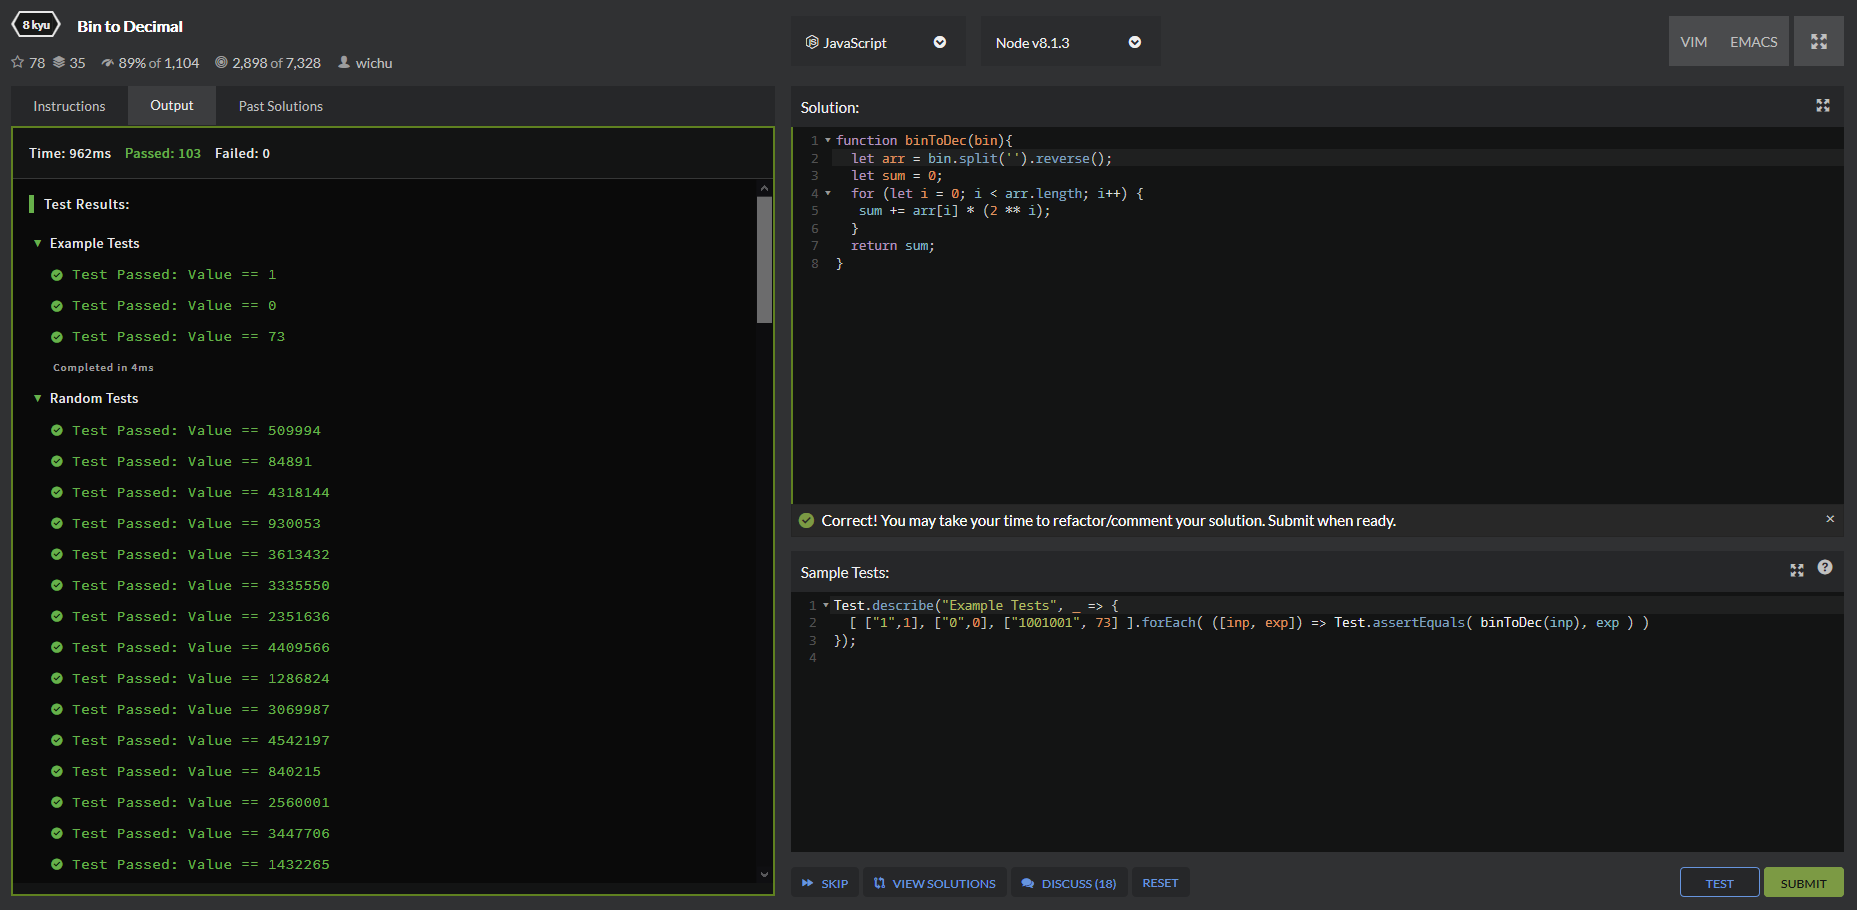 8 kyu Bin to Decimal
78 35 89% of 1,104 2,898 of 7,328 wichu
JavaScript Node v8.1.3 VIM EMACS
Instructions Output Past Solutions
Time: 962ms Passed: 103 Failed: 0
Test Results:
Example Tests
Test Passed: Value == 1
Test Passed: Value == 0
Test Passed: Value == 73
Completed in 4ms
Random Tests
Test Passed: Value == 509994
Test Passed: Value == 84891
Test Passed: Value == 4318144
Test Passed: Value == 930053
Test Passed: Value == 3613432
Test Passed: Value == 3335550
Test Passed: Value == 2351636
Test Passed: Value == 4409566
Test Passed: Value == 1286824
Test Passed: Value == 3069987
Test Passed: Value == 4542197
Test Passed: Value == 840215
Test Passed: Value == 2560001
Test Passed: Value == 3447706
Test Passed: Value == 1432265
Solution:
1 function binToDec(bin){
2 let arr = bin.split('').reverse();
3 let sum = 0;
4 for (let i = 0; i < arr.length; i++) {
5 sum += arr[i] * (2 ** i);
6 }
7 return sum;
8 }
Correct! You may take your time to refactor/comment your solution. Submit when ready. ×
Sample Tests: ?
1 Test.describe("Example Tests", _ => {
2 [ ["1",1], ["0",0], ["1001001", 73] ].forEach( ([inp, exp]) => Test.assertEquals( binToDec(inp), exp ) )
3 });
4
SKIP VIEW SOLUTIONS DISCUSS (18) RESET TEST SUBMIT